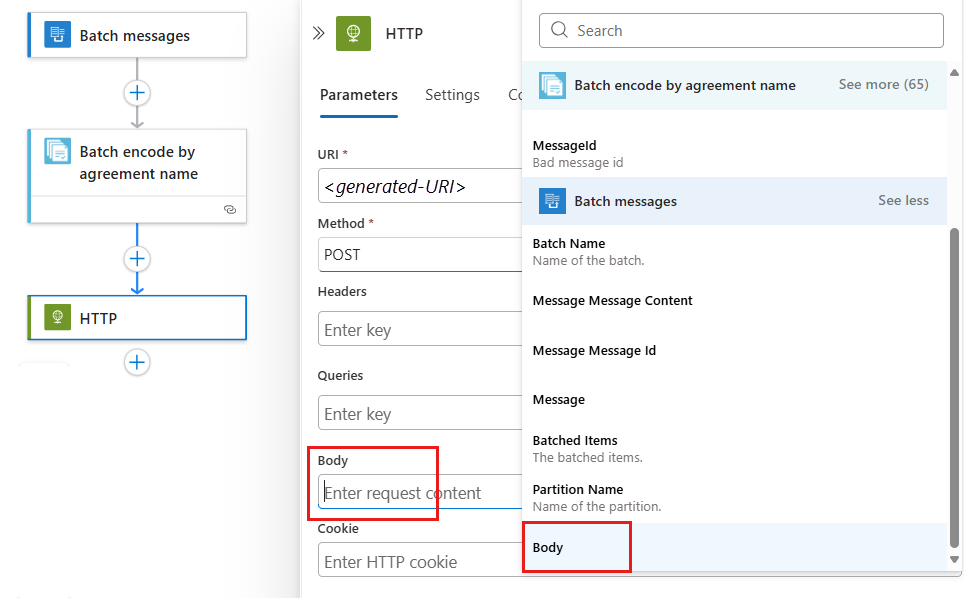 Batch messages
Batch encode by
agreement name
HTTP
HTTP
Parameters
Settings
URI *
<generated-URI>
Method *
POST
Headers
Enter key
Queries
Enter key
Body
Enter request content
Cookie
Enter HTTP cookie
Search
Batch encode by agreement name
See more (65)
MessageId
Bad message id
Batch messages
See less
Batch Name
Name of the batch.
Message Message Content
Message Message Id
Message
Batched Items
The batched items.
Partition Name
Name of the partition.
Body